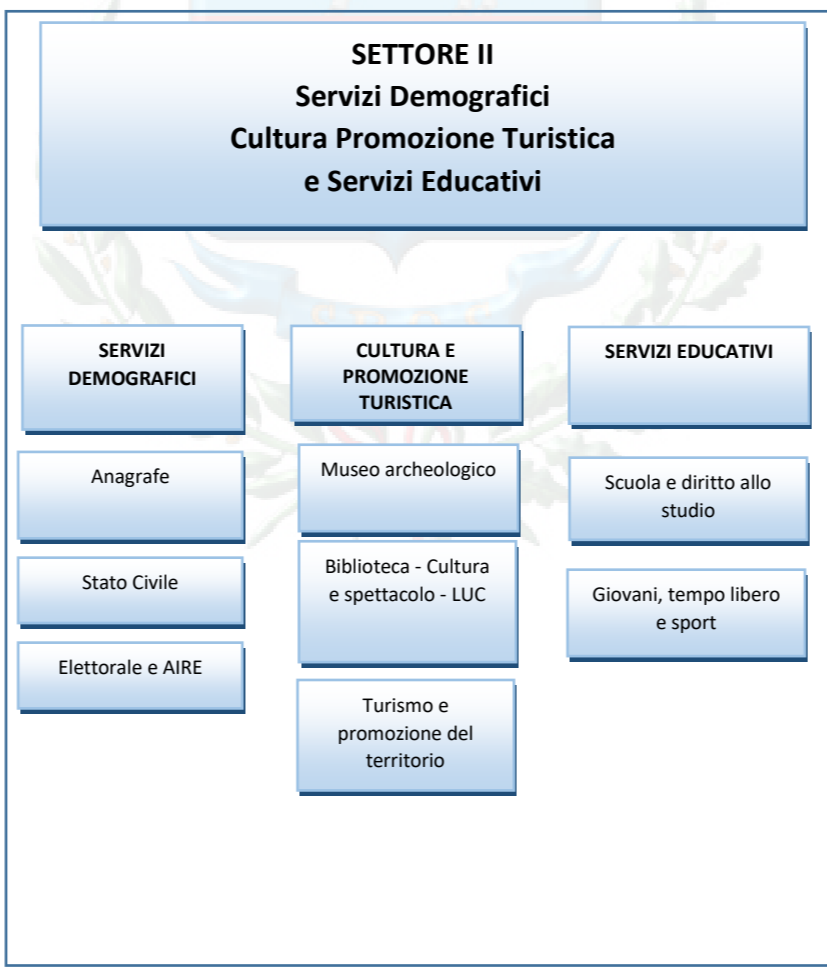 SETTORE II
Servizi Demografici
Cultura Promozione Turistica
e Servizi Educativi
SERVIZI
DEMOGRAFICI
Anagrafe
Stato Civile
Elettorale e AIRE
CULTURA E
PROMOZIONE
TURISTICA
Museo archeologico
Biblioteca - Cultura
e spettacolo - LUC
Turismo e
promozione del
territorio
SERVIZI EDUCATIVI
Scuola e diritto allo
studio
Giovani, tempo libero
e sport